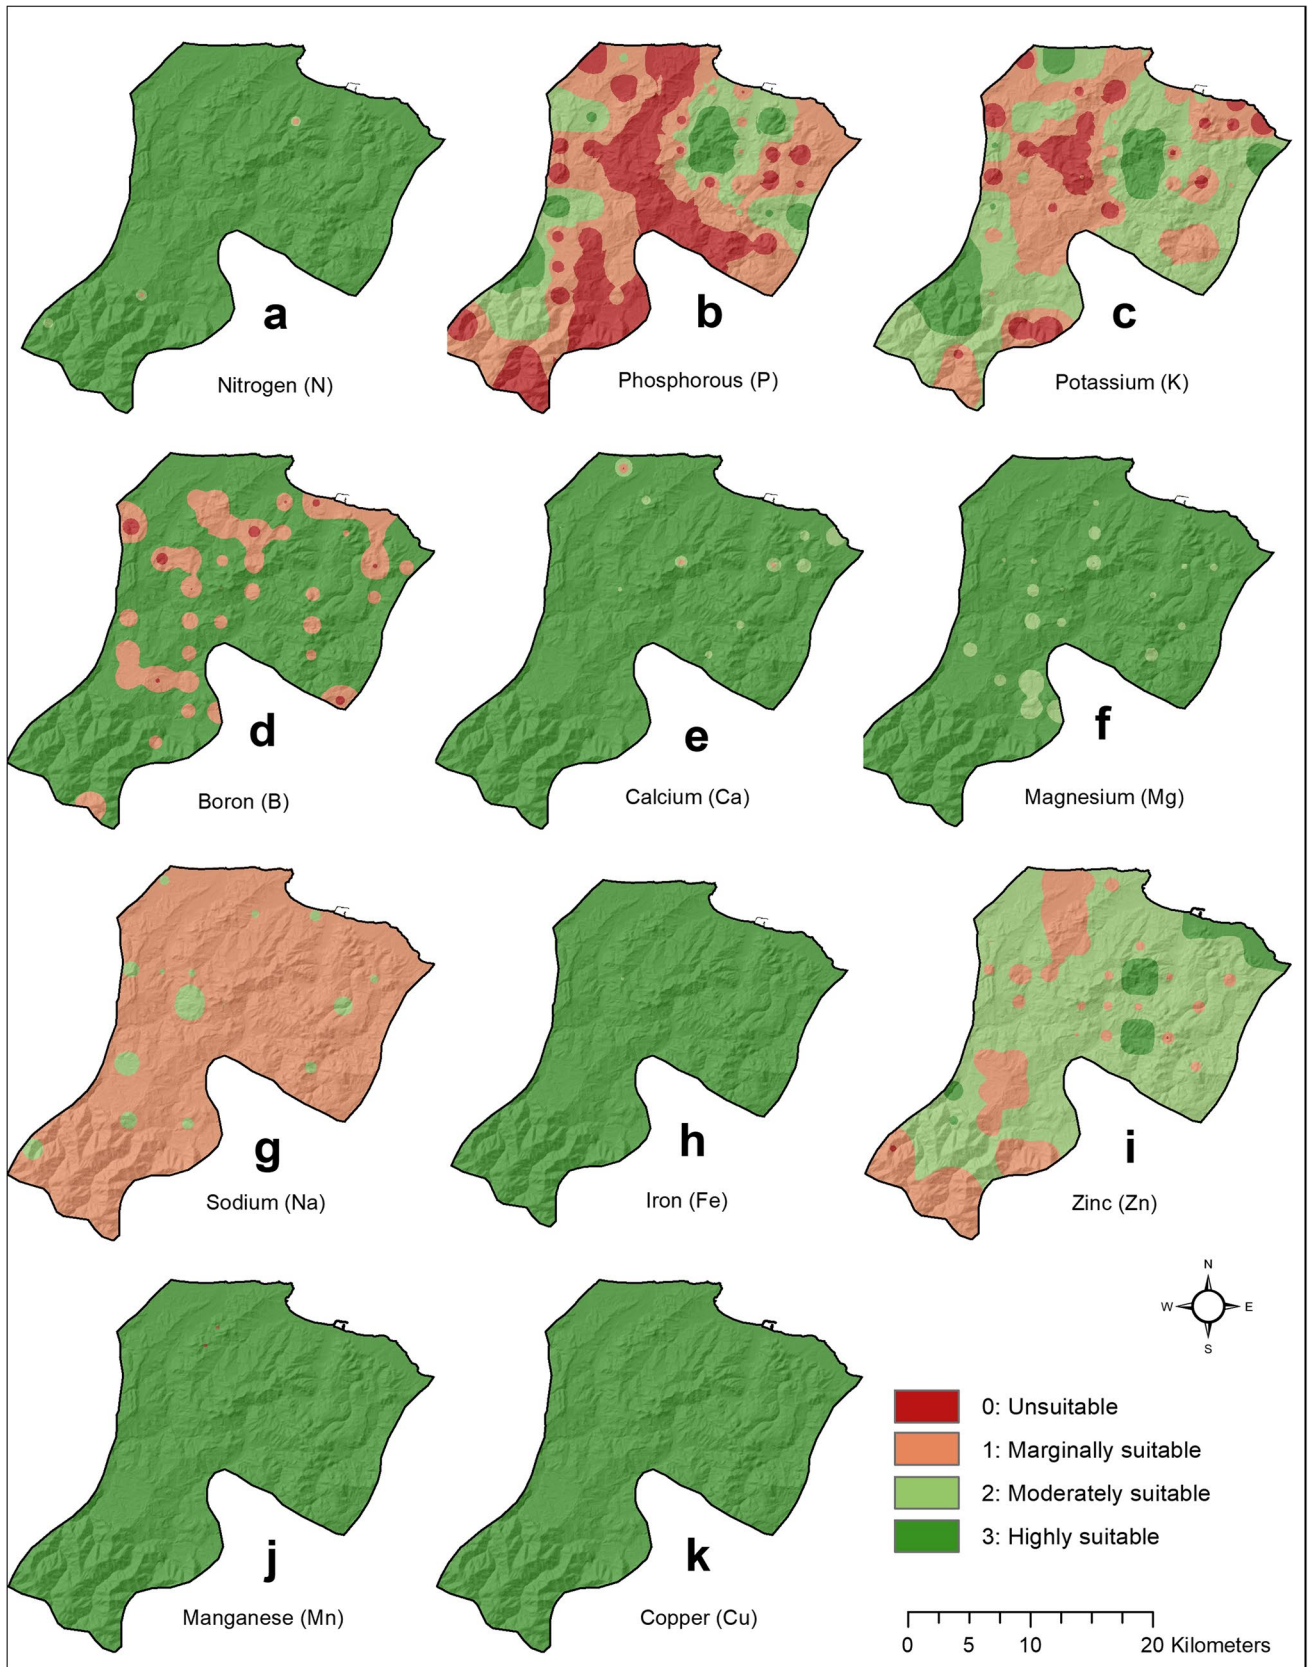 a
Nitrogen (N)
b
Phosphorous (P)
c
Potassium (K)
d
Boron (B)
e
Calcium (Ca)
f
Magnesium (Mg)
g
Sodium (Na)
h
Iron (Fe)
i
Zinc (Zn)
j
Manganese (Mn)
k
Copper (Cu)
N
W E
S
0: Unsuitable
1: Marginally suitable
2: Moderately suitable
3: Highly suitable
0 5 10 20 Kilometers